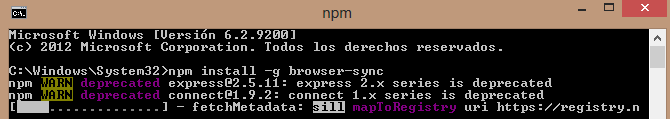 npm
Microsoft Windows [Versión 6.2.9200]
(c) 2012 Microsoft Corporation. Todos los derechos reservados.
C:\Windows\System32>npm install -g browser-sync
npm WARN deprecated express@2.5.11: express 2.x series is deprecated
npm WARN deprecated connect@1.9.2: connect 1.x series is deprecated
[ ..............] - fetchMetadata: sill mapToRegistry uri https://registry.n